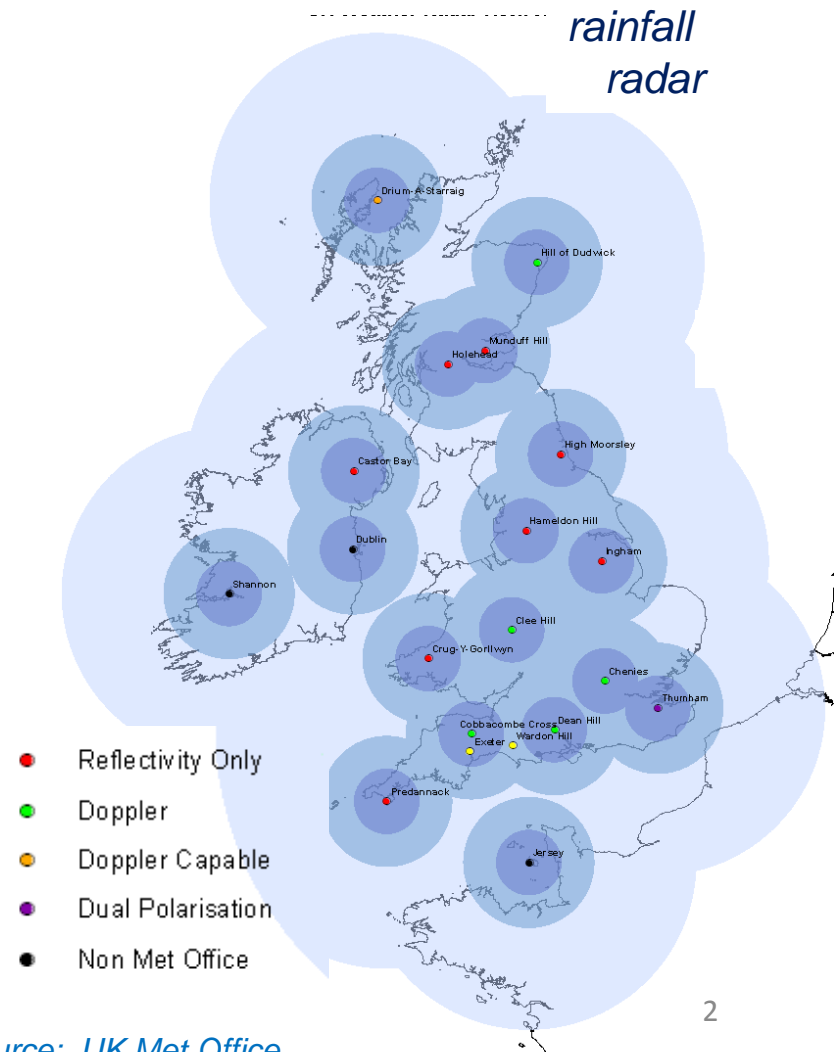 rainfall
radar
Drium-A-Starraig
Hill of Dudwick
Munduff Hill
Holehead
High Moorsley
Castor Bay
Hameldon Hill
Dublin
Ingham
Shannon
Clee Hill
Crug-Y-Gorllwyn
Chenies
Thurnham
Cobbacombe Cross
Dean Hill
Wardon Hill
Exeter
Predannack
Jersey
Reflectivity Only
Doppler
Doppler Capable
Dual Polarisation
Non Met Office
2
urce: UK Met Office